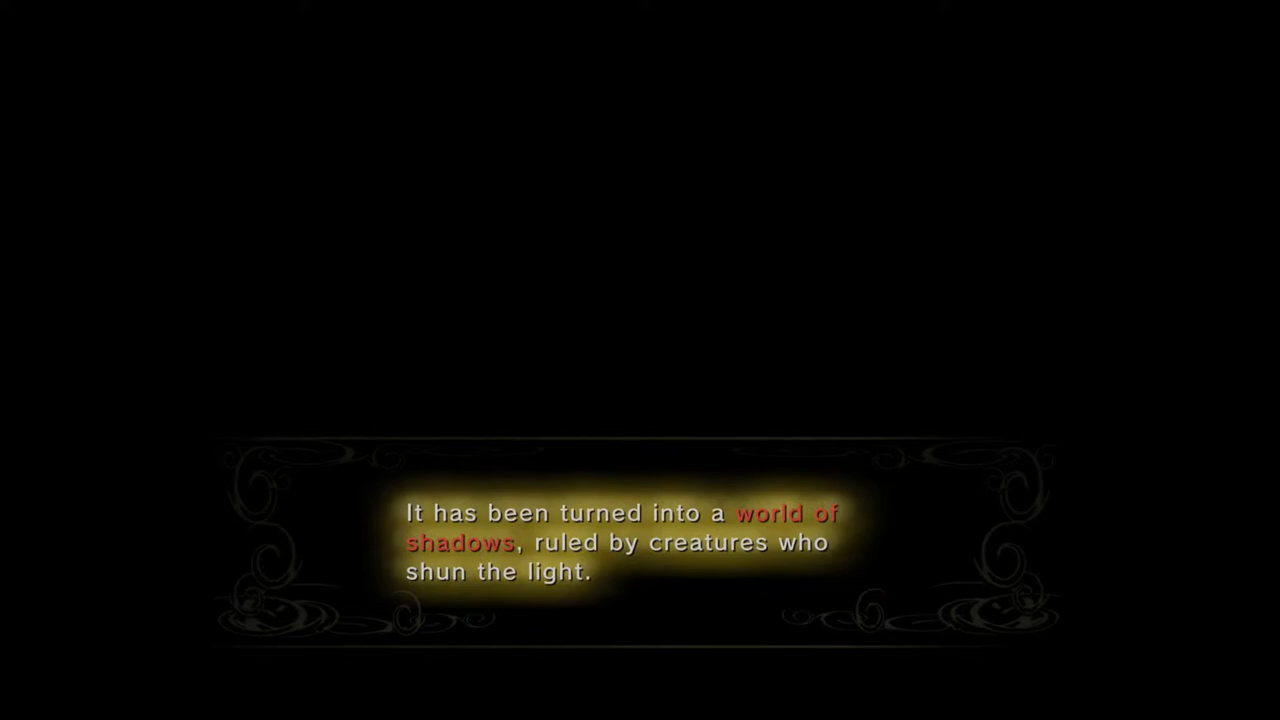 It has been turned into a world of
shadows, ruled by creatures who
shun the light.